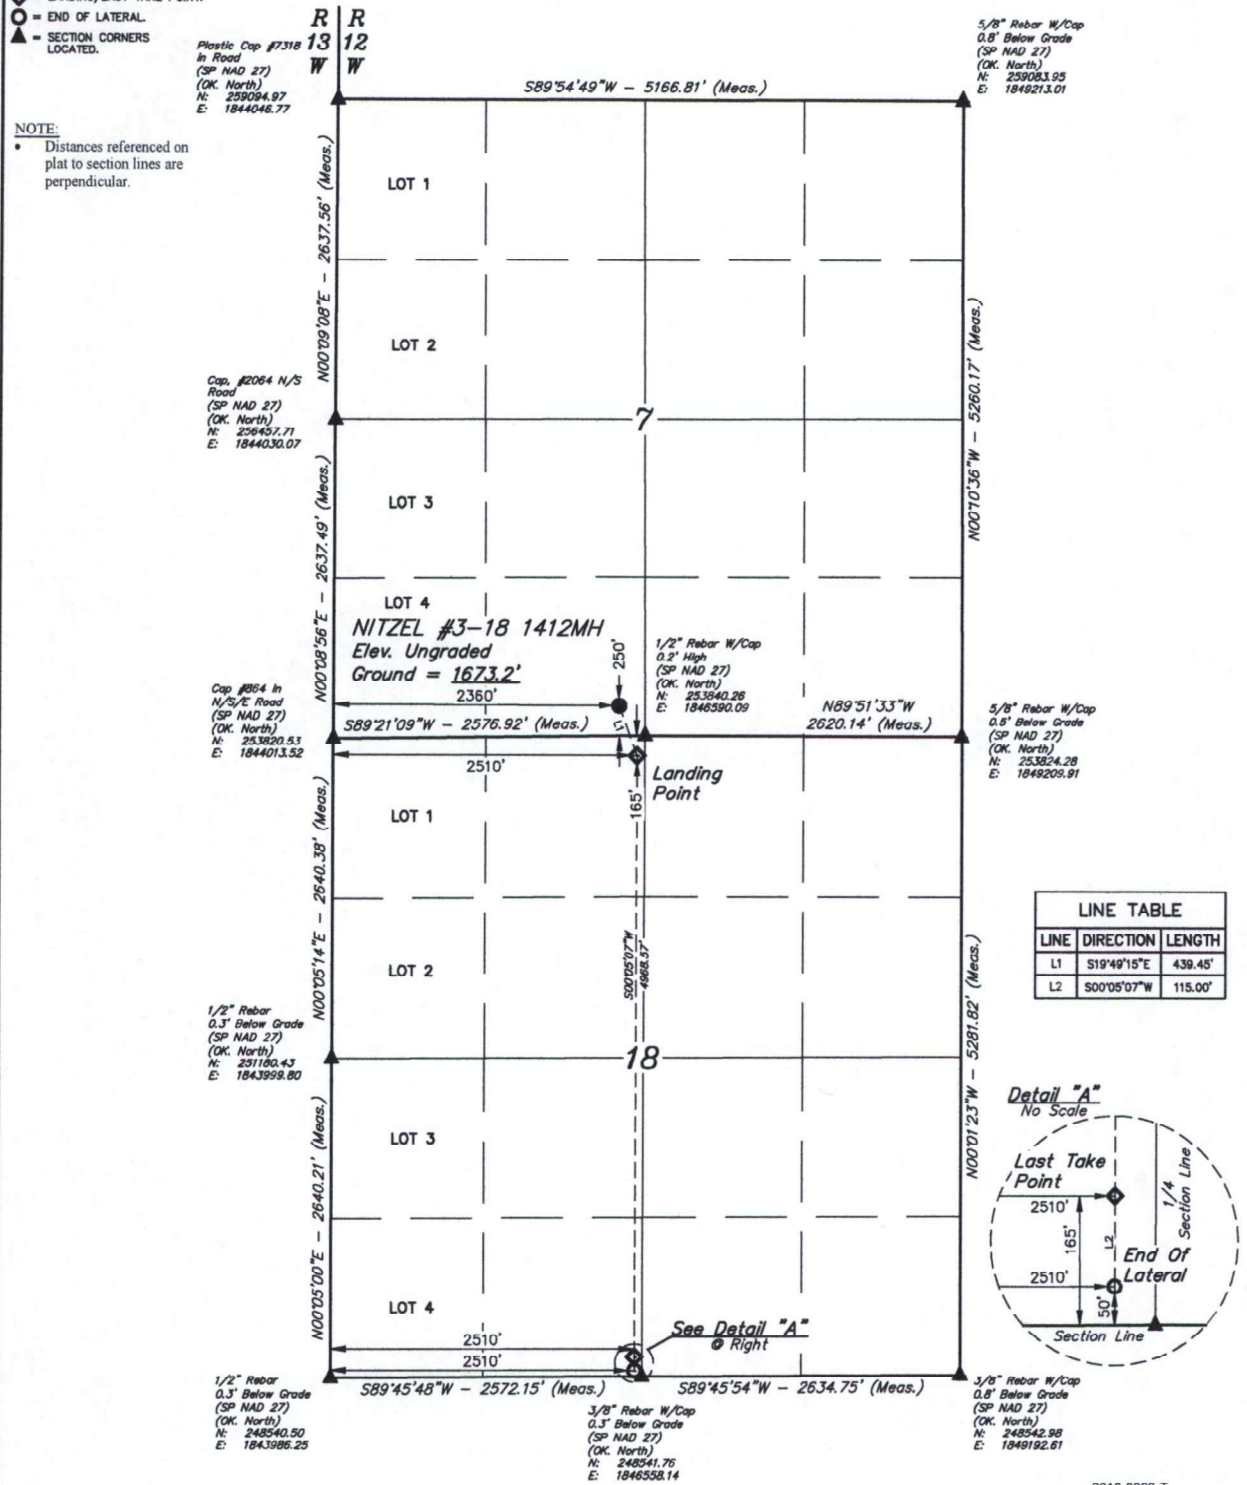 = END OF LATERAL.
= SECTION CORNERS
LOCATED.
NOTE:
• Distances referenced on
plat to section lines are
perpendicular.
R R
13 12
W W
Plastic Cap #7318
in Road
(SP NAD 27)
(OK. North)
N: 259094.97
E: 1844046.77
S89°54'49"W - 5166.81' (Meas.)
5/8" Rebar W/Cap
0.8' Below Grade
(SP NAD 27)
(OK. North)
N: 259083.95
E: 1849213.01
N00°09'08"E - 2637.56' (Meas.)
LOT 1
LOT 2
Cap, #2064 N/S
Road
(SP NAD 27)
(OK. North)
N: 256457.71
E: 1844030.07
7
N00°10'36"W - 5260.17' (Meas.)
LOT 3
N00°08'56"E - 2637.49' (Meas.)
LOT 4
NITZEL #3-18 1412MH
Elev. Ungraded
Ground = 1673.2'
2360'
250'
L1
1/2" Rebar W/Cap
0.2' High
(SP NAD 27)
(OK. North)
N: 253840.26
E: 1846590.09
Cap #864 in
N/S/E Road
(SP NAD 27)
(OK. North)
N: 253820.53
E: 1844013.52
S89°21'09"W - 2576.92' (Meas.)
N89°51'33"W
2620.14' (Meas.)
5/8" Rebar W/Cap
0.5' Below Grade
(SP NAD 27)
(OK. North)
N: 253824.28
E: 1849209.91
2510'
Landing
Point
165'
LOT 1
N00°05'14"E - 2640.38' (Meas.)
LOT 2
S00°05'07"W
4968.57'
LINE TABLE
LINE DIRECTION LENGTH
L1 S19°49'15"E 439.45'
L2 S00°05'07"W 115.00'
1/2" Rebar
0.3' Below Grade
(SP NAD 27)
(OK. North)
N: 251180.43
E: 1843999.80
18
N00°01'23"W - 5281.82' (Meas.)
LOT 3
N00°05'00"E - 2640.21' (Meas.)
LOT 4
Detail "A"
No Scale
Last Take
Point
2510'
165'
L2
1/4
Section Line
End Of
Lateral
2510'
50'
Section Line
See Detail "A"
@ Right
2510'
2510'
S89°45'48"W - 2572.15' (Meas.)
S89°45'54"W - 2634.75' (Meas.)
1/2" Rebar
0.3' Below Grade
(SP NAD 27)
(OK. North)
N: 248540.50
E: 1843986.25
3/8" Rebar W/Cap
0.3' Below Grade
(SP NAD 27)
(OK. North)
N: 248541.76
E: 1846558.14
3/8" Rebar W/Cap
0.8' Below Grade
(SP NAD 27)
(OK. North)
N: 248542.98
E: 1849192.61